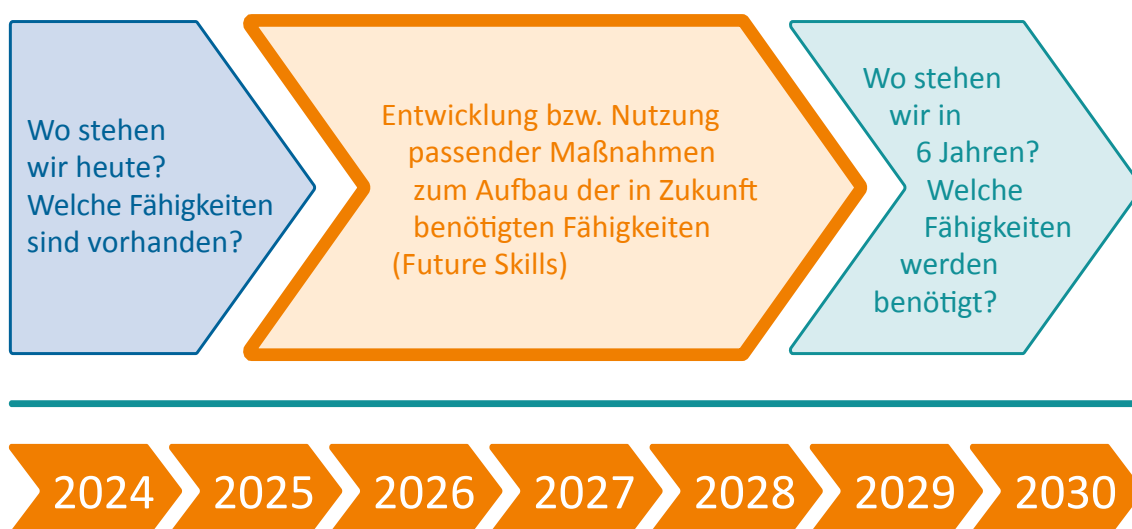 Wo stehen
wir heute?
Welche Fähigkeiten
sind vorhanden?
Entwicklung bzw. Nutzung
passender Maßnahmen
zum Aufbau der in Zukunft
benötigten Fähigkeiten
(Future Skills)
Wo stehen
wir in
6 Jahren?
Welche
Fähigkeiten
werden
benötigt?
2024 2025 2026 2027 2028 2029 2030